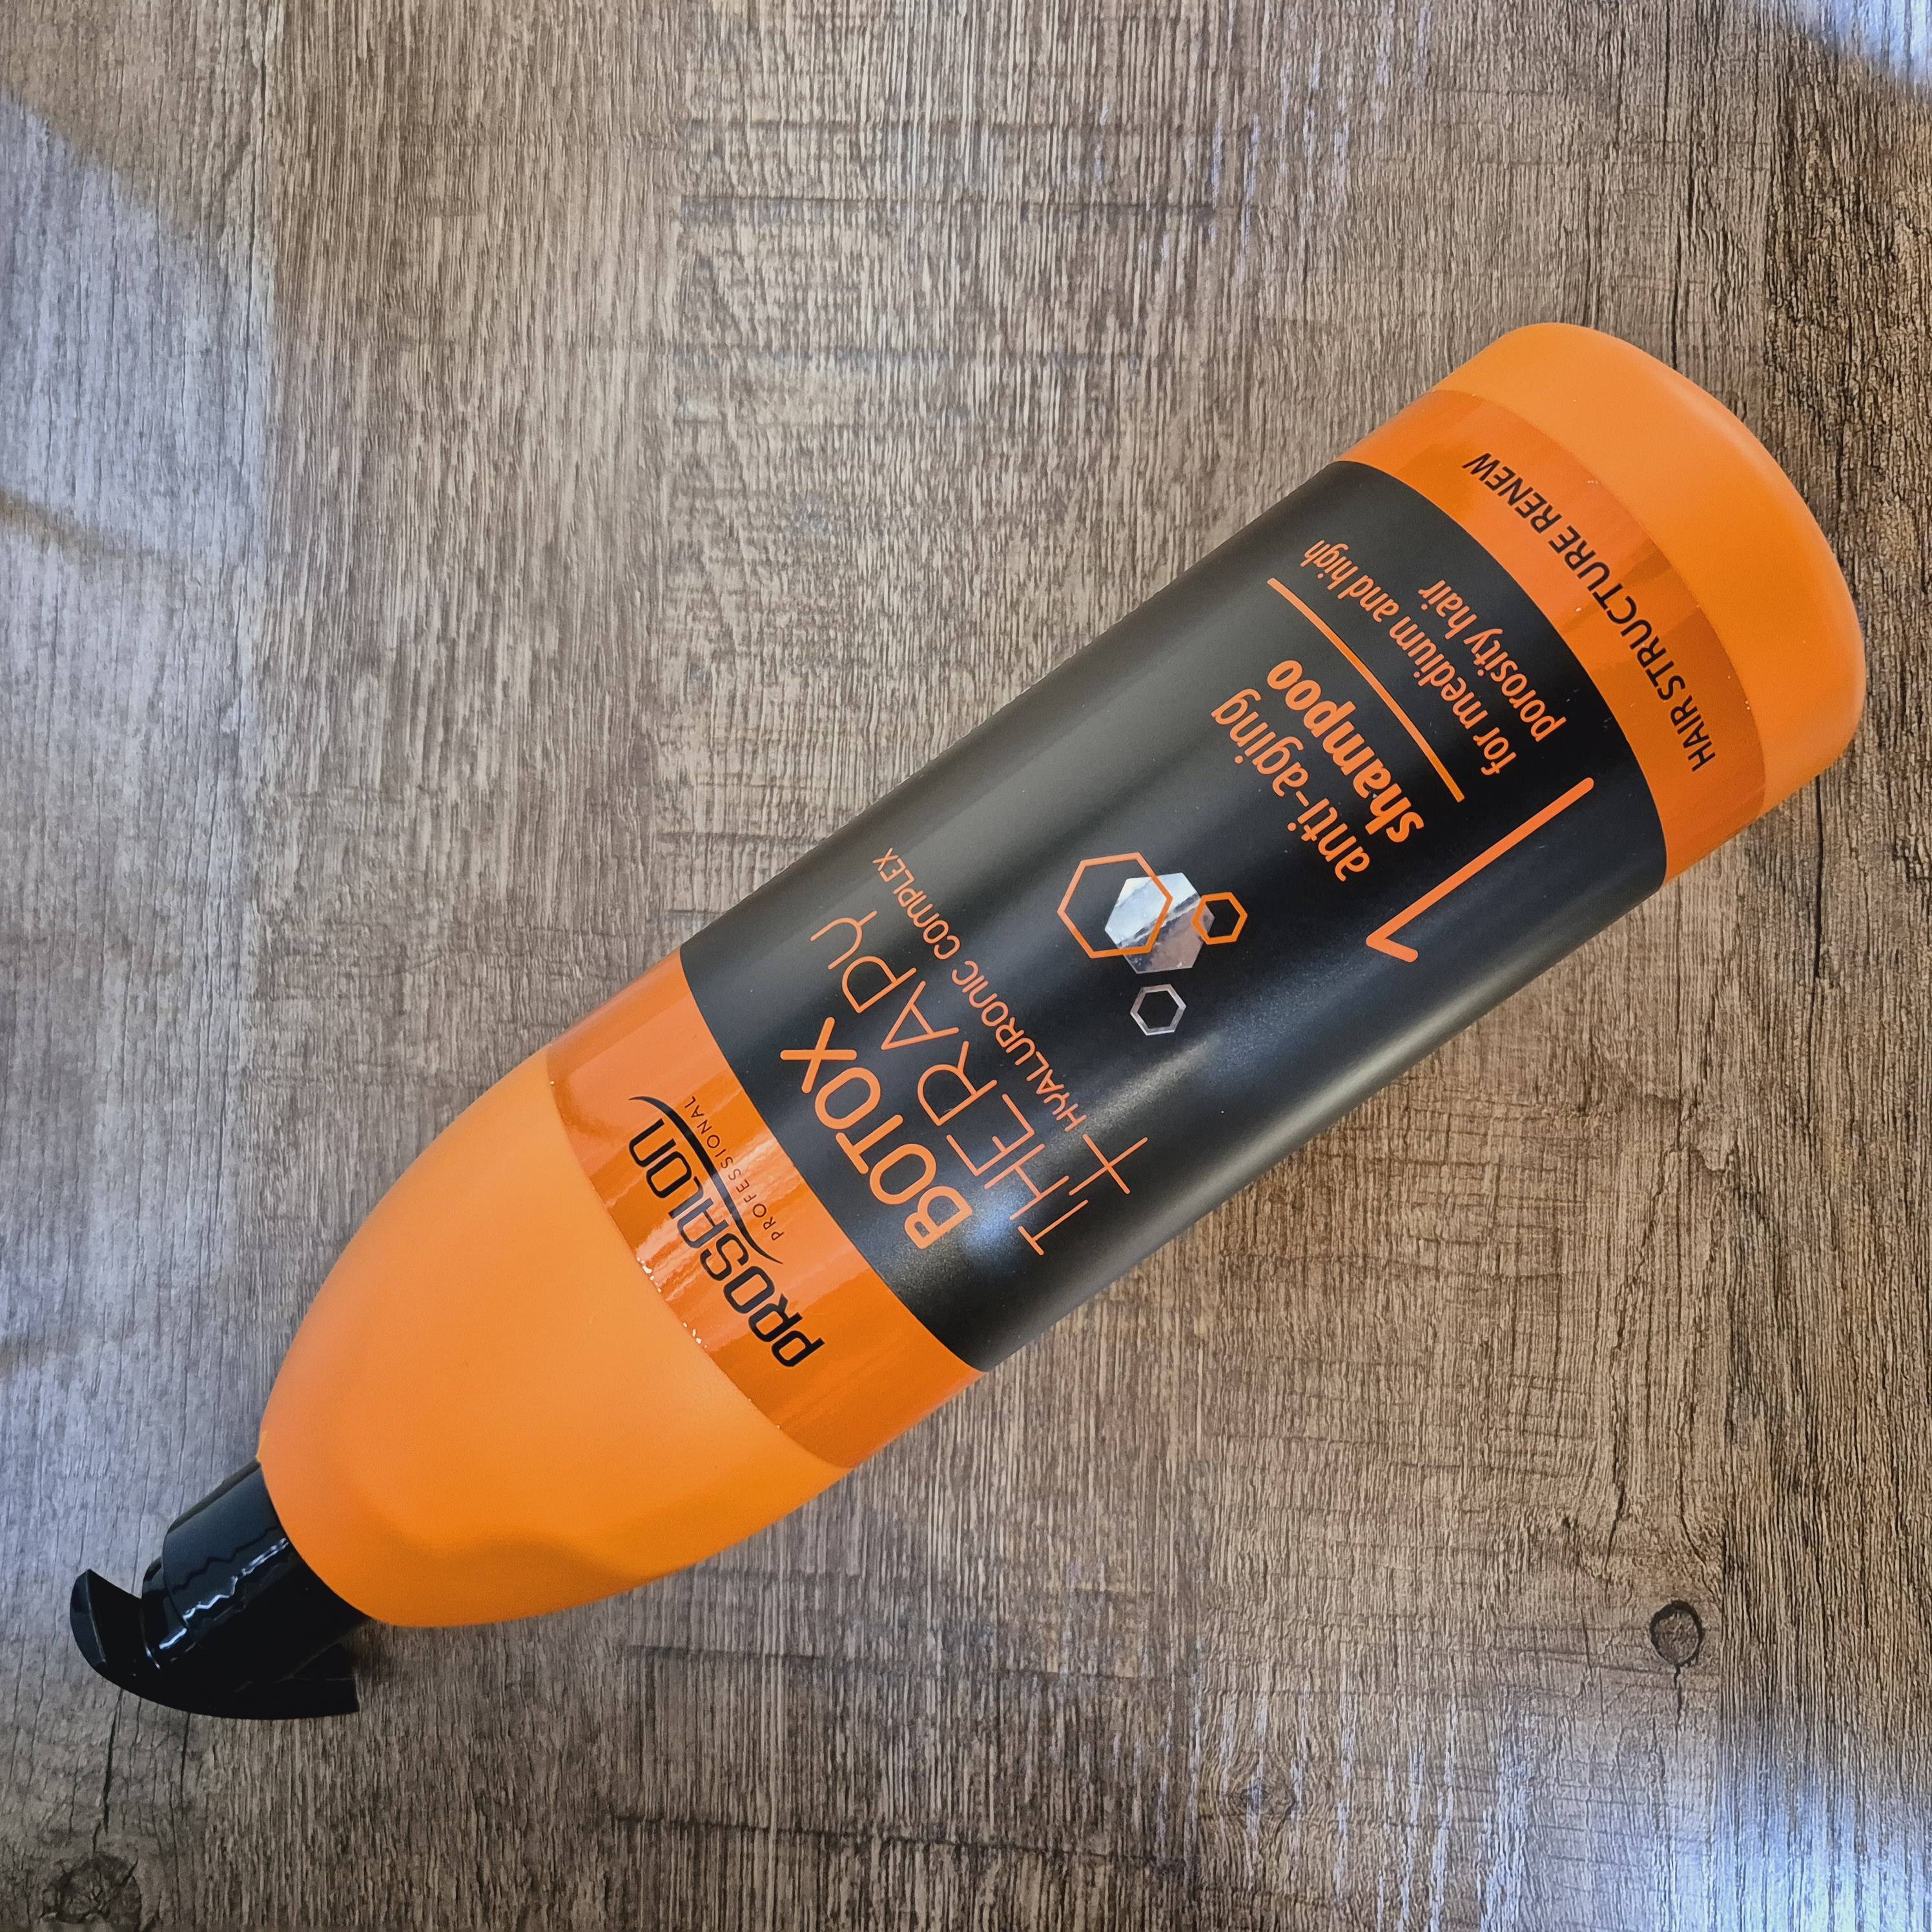 PROSALON
PROFESSIONAL
BOTOX
THERAPY
+ HYALURONIC COMPLEX
anti-aging
shampoo
for medium and high
porosity hair
1
HAIR STRUCTURE RENEW